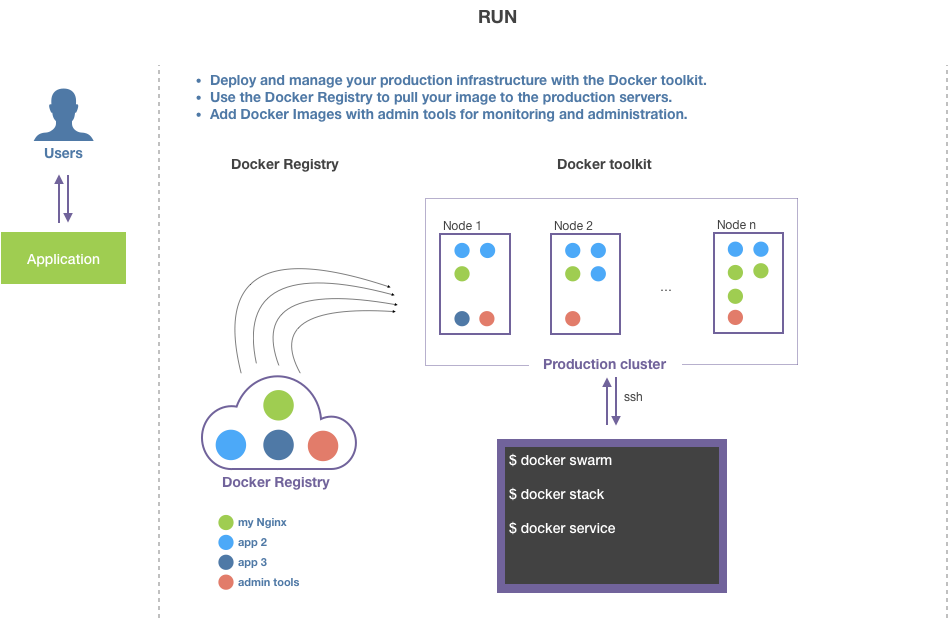 RUN
• Deploy and manage your production infrastructure with the Docker toolkit.
• Use the Docker Registry to pull your image to the production servers.
• Add Docker Images with admin tools for monitoring and administration.
Users
Application
Docker Registry
Docker toolkit
Node 1
Node 2
...
Node n
Production cluster
ssh
Docker Registry
my Nginx
app 2
app 3
admin tools
$ docker swarm
$ docker stack
$ docker service